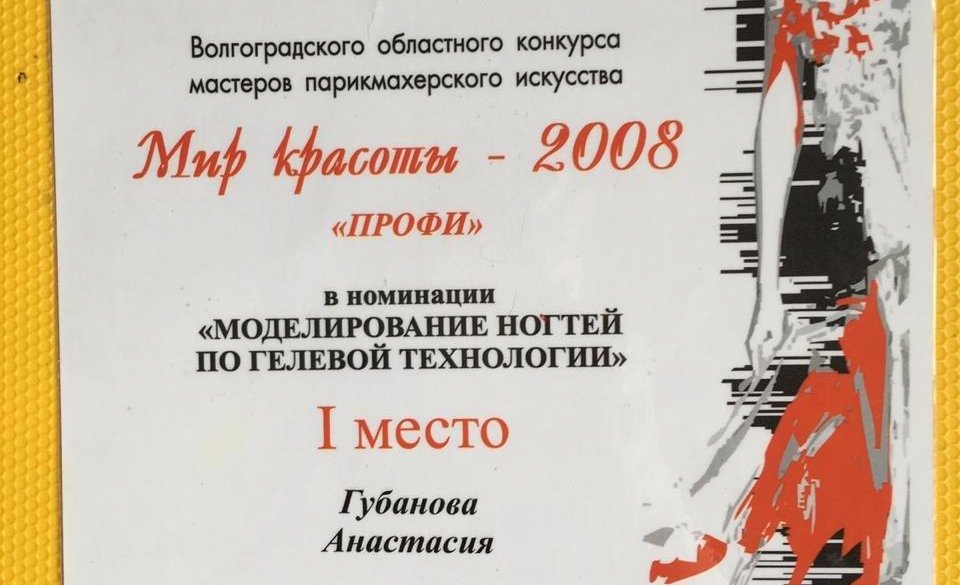 Волгоградского областного конкурса
мастеров парикмахерского искусства
Мир красоты - 2008
«ПРОФИ»
в номинации
«МОДЕЛИРОВАНИЕ НОГТЕЙ
ПО ГЕЛЕВОЙ ТЕХНОЛОГИИ»
I место
Губанова
Анастасия